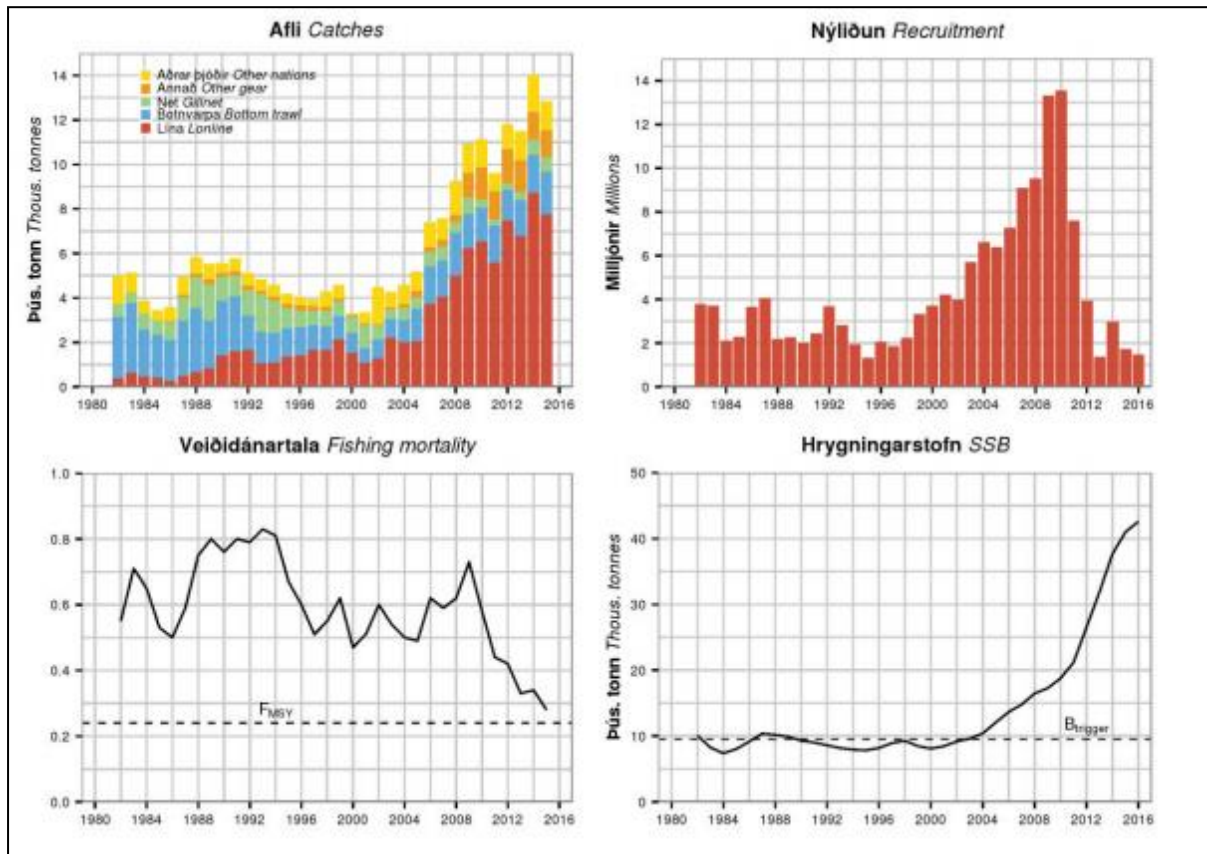 Afli Catches
Þús. tonn Thous. tonnes
14
12
10
8
6
4
2
0
Aðrar þjóðir Other nations
Annað Other gear
Net Gillnet
Botnvarpa Bottom trawl
Lína Lonline
1980 1984 1988 1992 1996 2000 2004 2008 2012 2016
Nýliðun Recruitment
Milljónir Millions
14
12
10
8
6
4
2
0
1980 1984 1988 1992 1996 2000 2004 2008 2012 2016
Veiðidánartala Fishing mortality
1.0
0.8
0.6
0.4
0.2
0.0
FMSY
1980 1984 1988 1992 1996 2000 2004 2008 2012 2016
Hrygningarstofn SSB
Þús. tonn Thous. tonnes
50
40
30
20
10
0
Btrigger
1980 1984 1988 1992 1996 2000 2004 2008 2012 2016